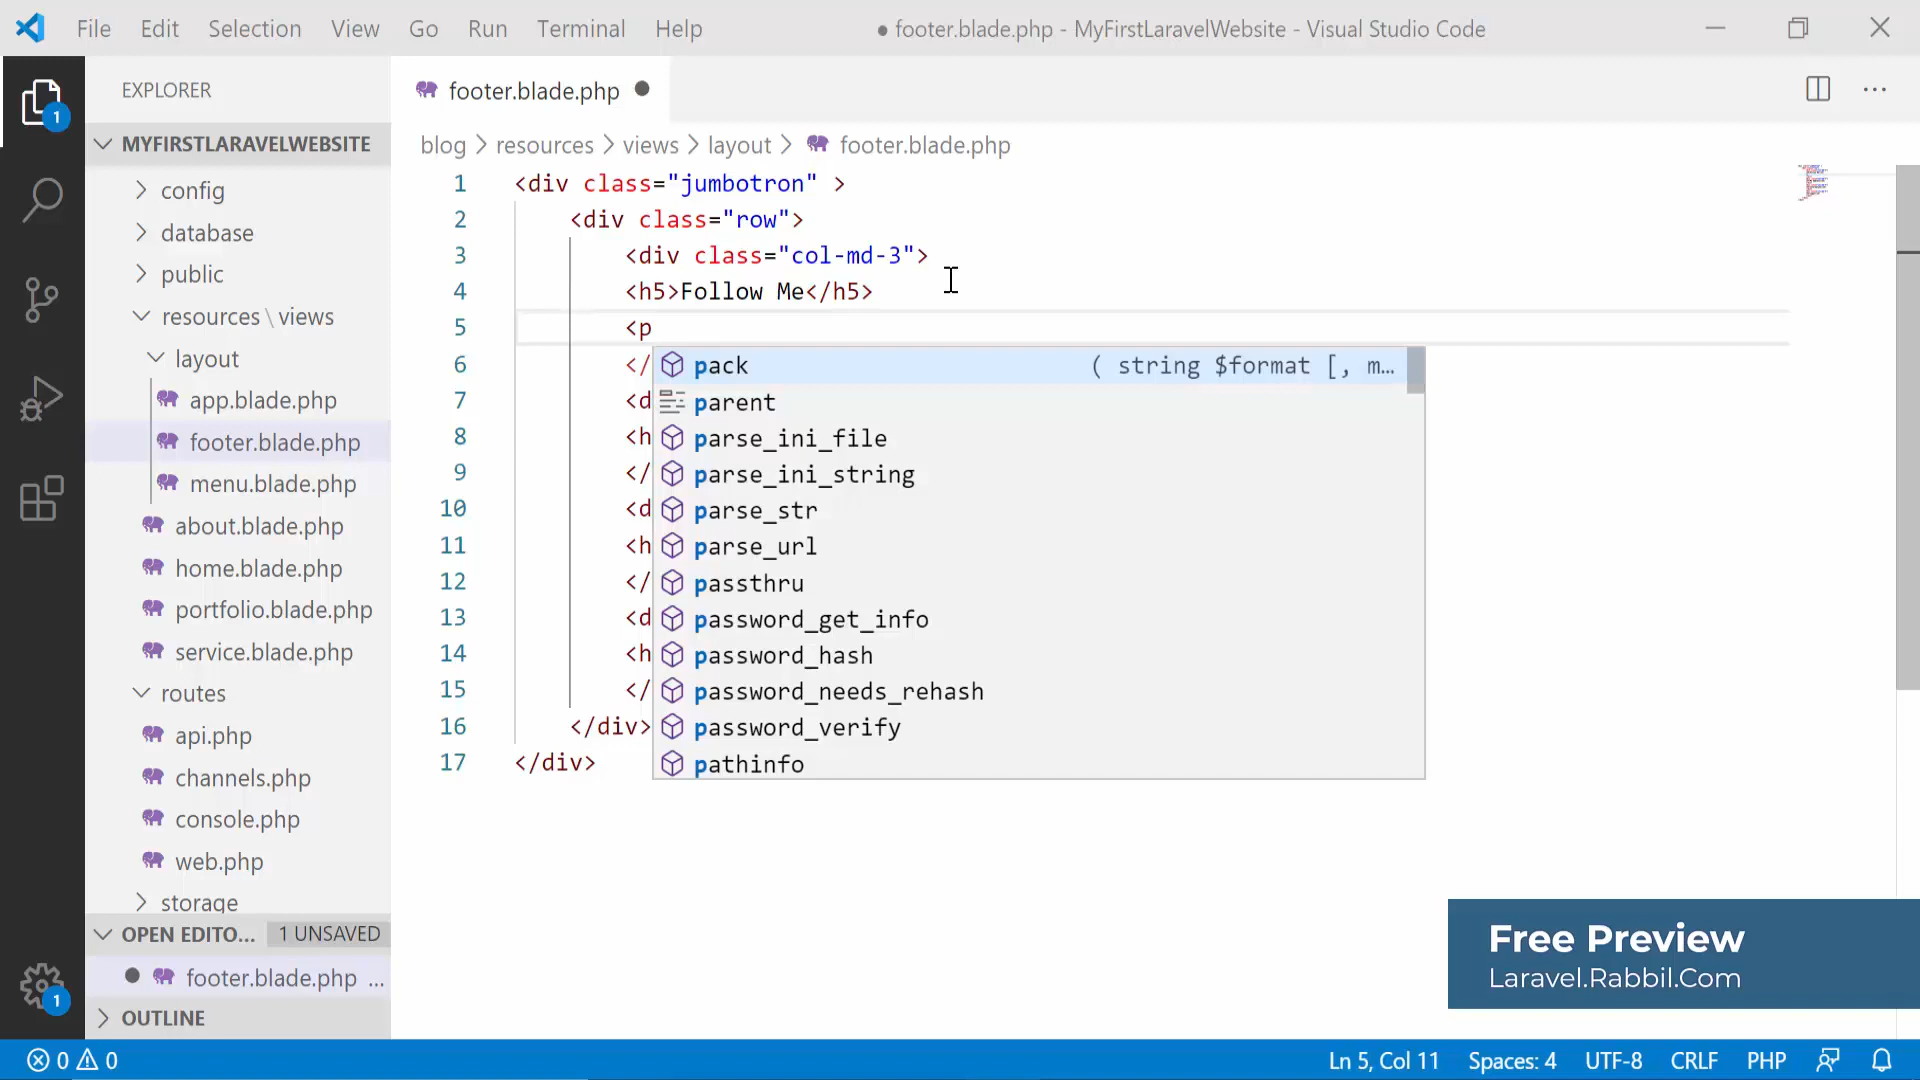 File Edit Selection View Go Run Terminal Help
● footer.blade.php - MyFirstLaravelWebsite - Visual Studio Code
EXPLORER
1
MYFIRSTLARAVELWEBSITE
config
database
public
resources \ views
layout
app.blade.php
footer.blade.php
menu.blade.php
about.blade.php
home.blade.php
portfolio.blade.php
service.blade.php
routes
api.php
channels.php
console.php
web.php
storage
OPEN EDITO... 1 UNSAVED
footer.blade.php ...
OUTLINE
1
footer.blade.php
blog > resources > views > layout > footer.blade.php
1 <div class="jumbotron" >
2 <div class="row">
3 <div class="col-md-3">
4 <h5>Follow Me</h5>
5 <p
6 </
7 <d
8 <h
9 </
10 <d
11 <h
12 </
13 <d
14 <h
15 </
16 </div>
17 </div>
pack ( string $format [, m...
parent
parse_ini_file
parse_ini_string
parse_str
parse_url
passthru
password_get_info
password_hash
password_needs_rehash
password_verify
pathinfo
Free Preview
Laravel.Rabbil.Com
0 0
Ln 5, Col 11 Spaces: 4 UTF-8 CRLF PHP